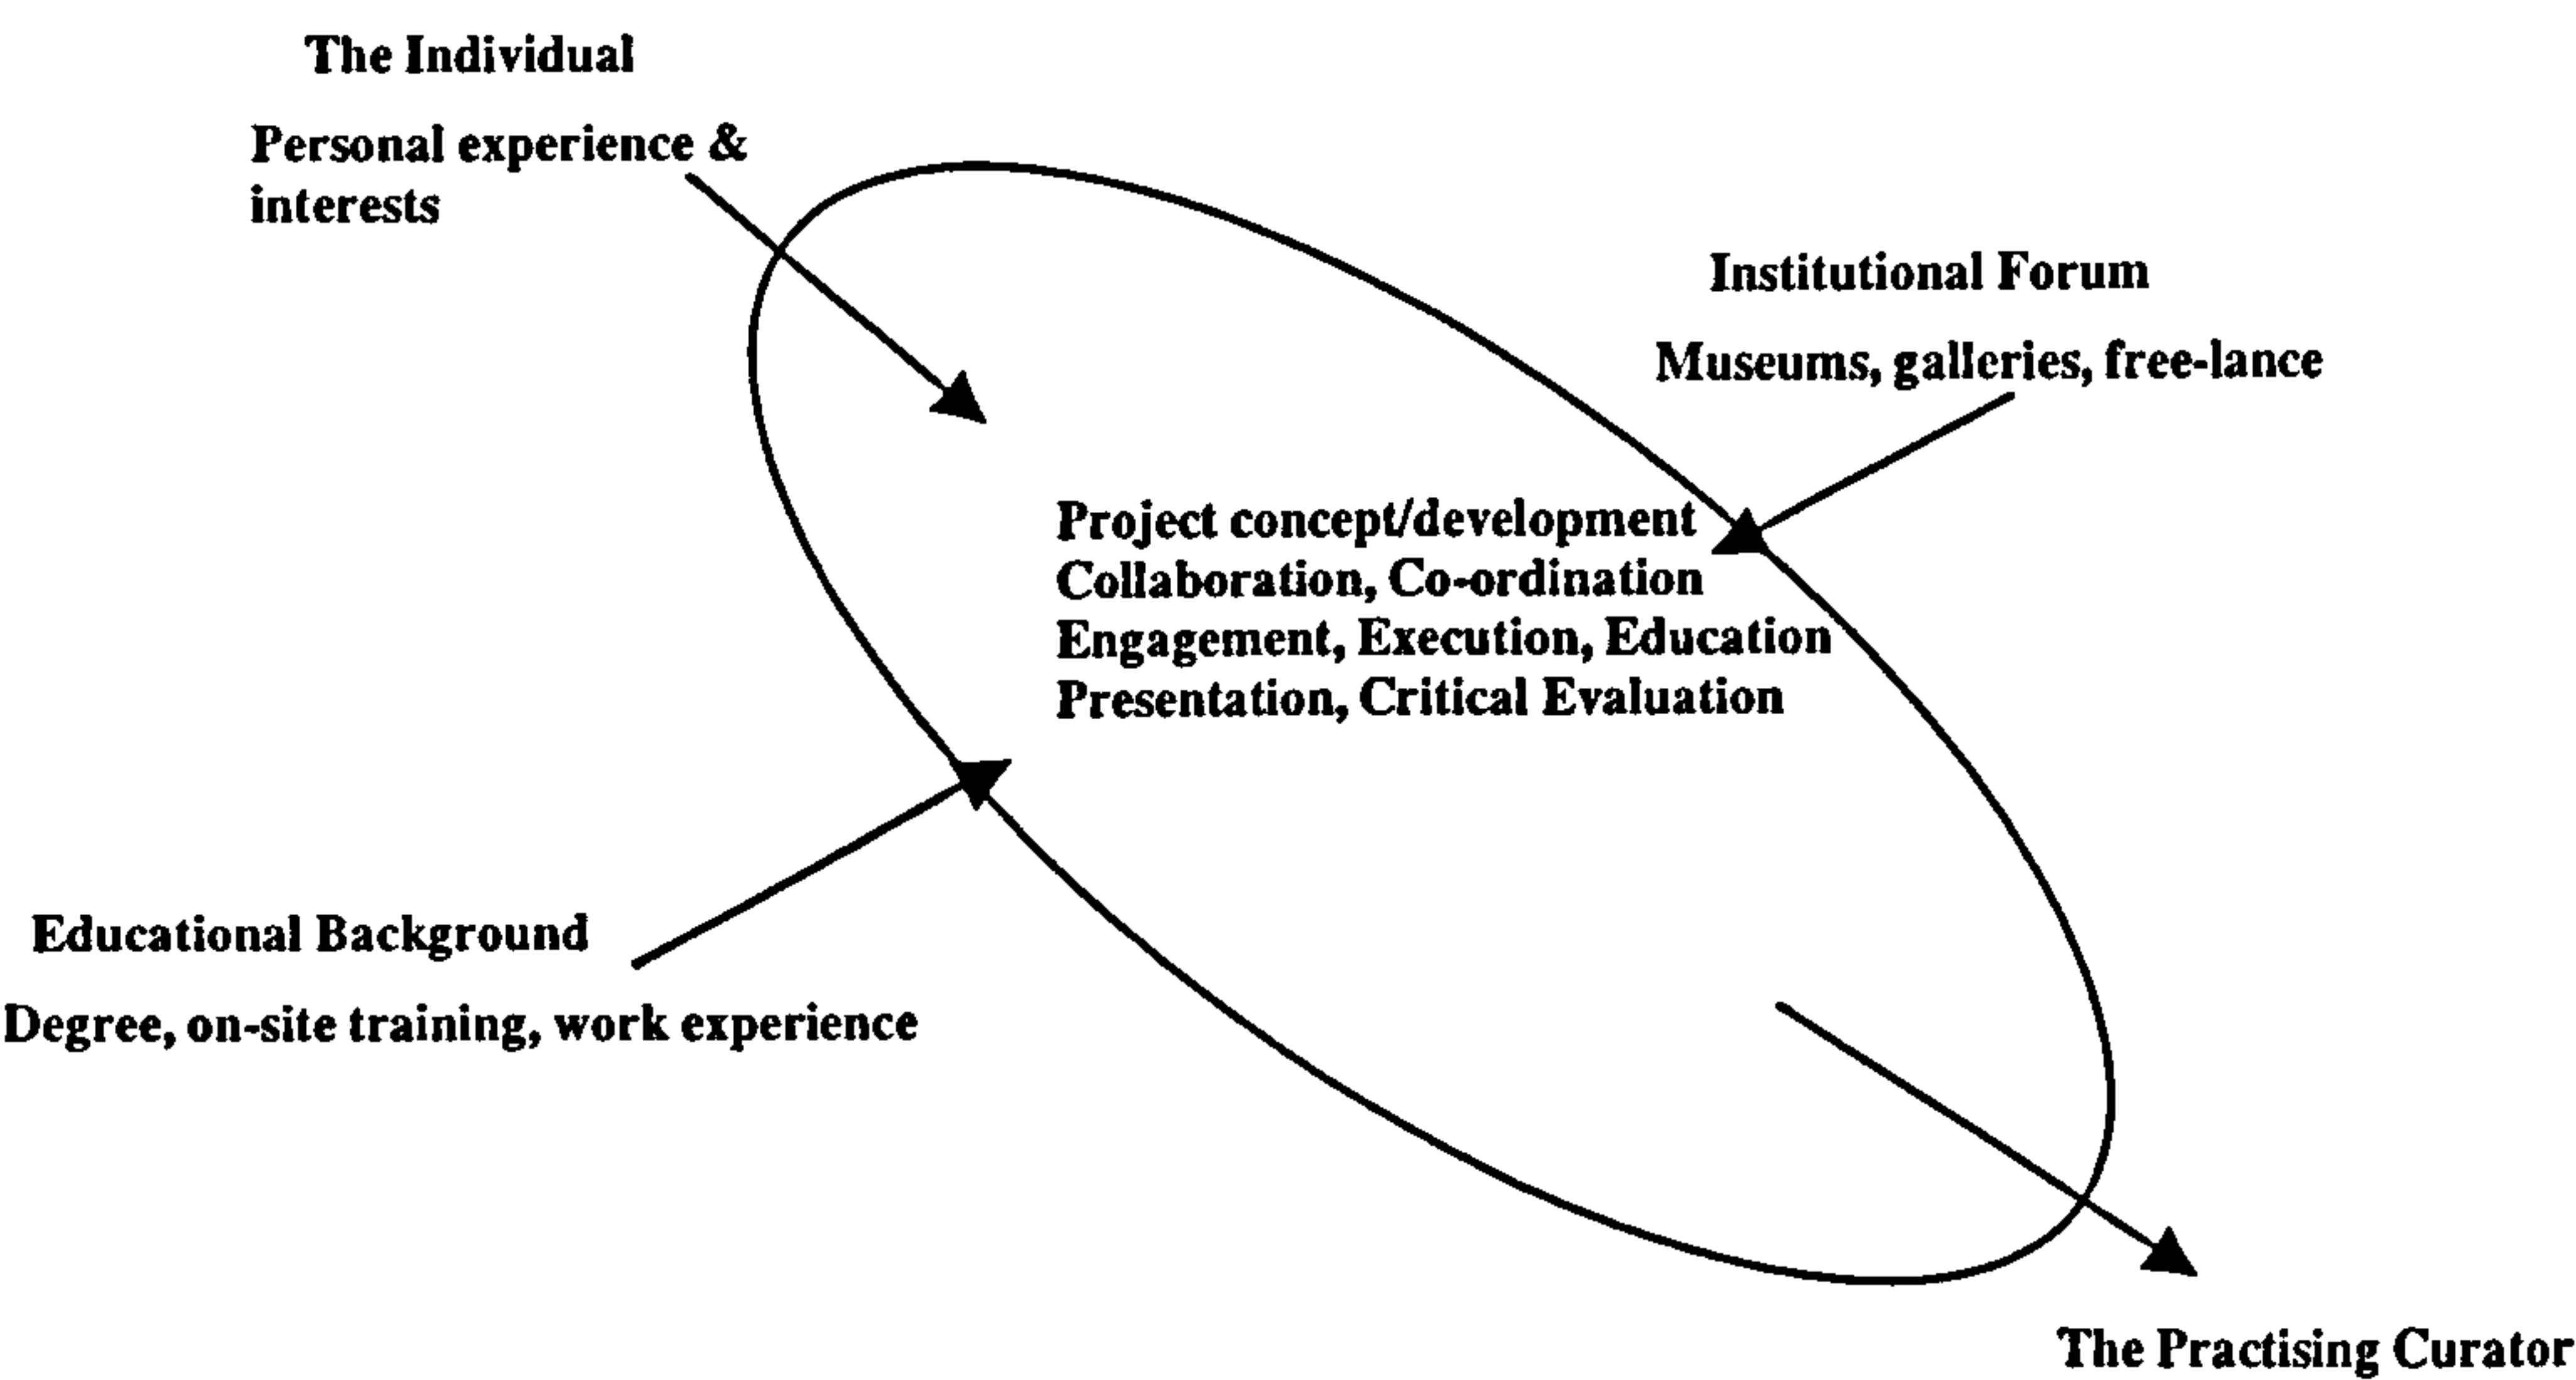 The Individual
Personal experience &
interests
Institutional Forum
Museums, galleries, free-lance
Project concept/development
Collaboration, Co-ordination
Engagement, Execution, Education
Presentation, Critical Evaluation
Educational Background
Degree, on-site training, work experience
The Practising Curator